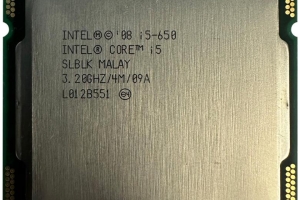 INTEL® ©'08 i5-650
INTEL® CORE™ i5
SLBLK MALAY
3.20GHZ/4M/09A
L0128551 ⓔ4